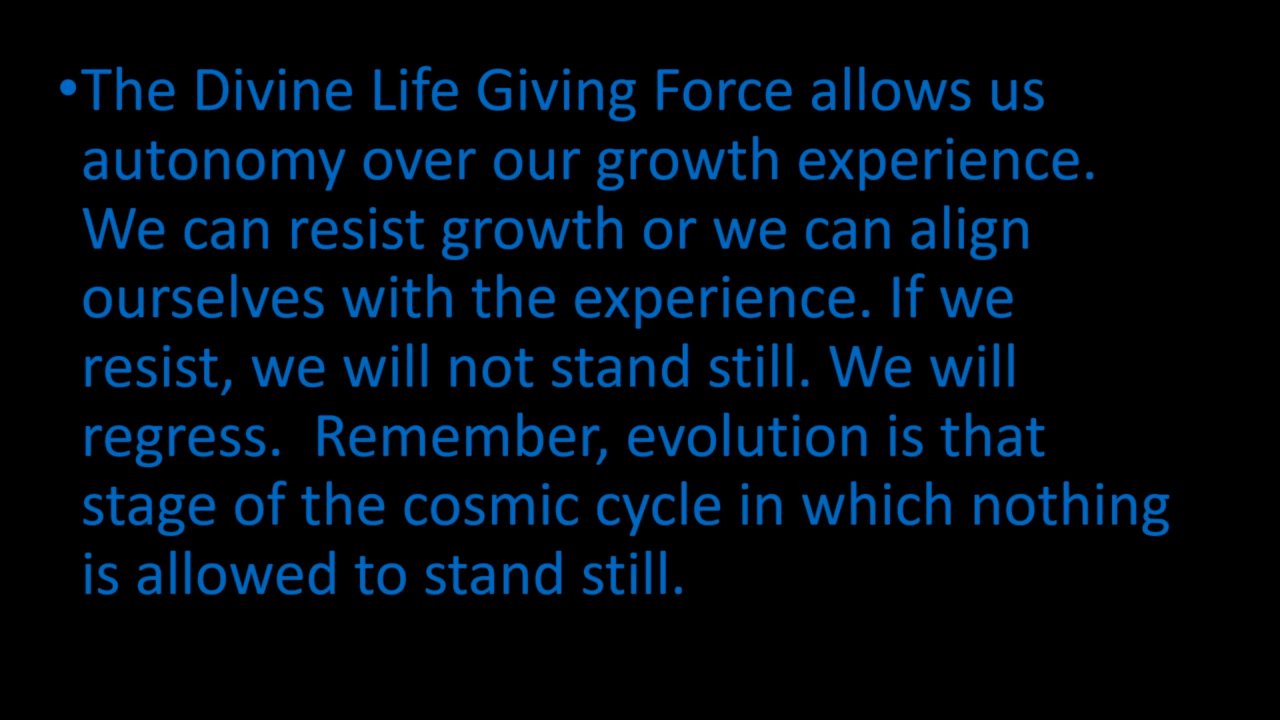 •The Divine Life Giving Force allows us
autonomy over our growth experience.
We can resist growth or we can align
ourselves with the experience. If we
resist, we will not stand still. We will
regress.  Remember, evolution is that
stage of the cosmic cycle in which nothing
is allowed to stand still.